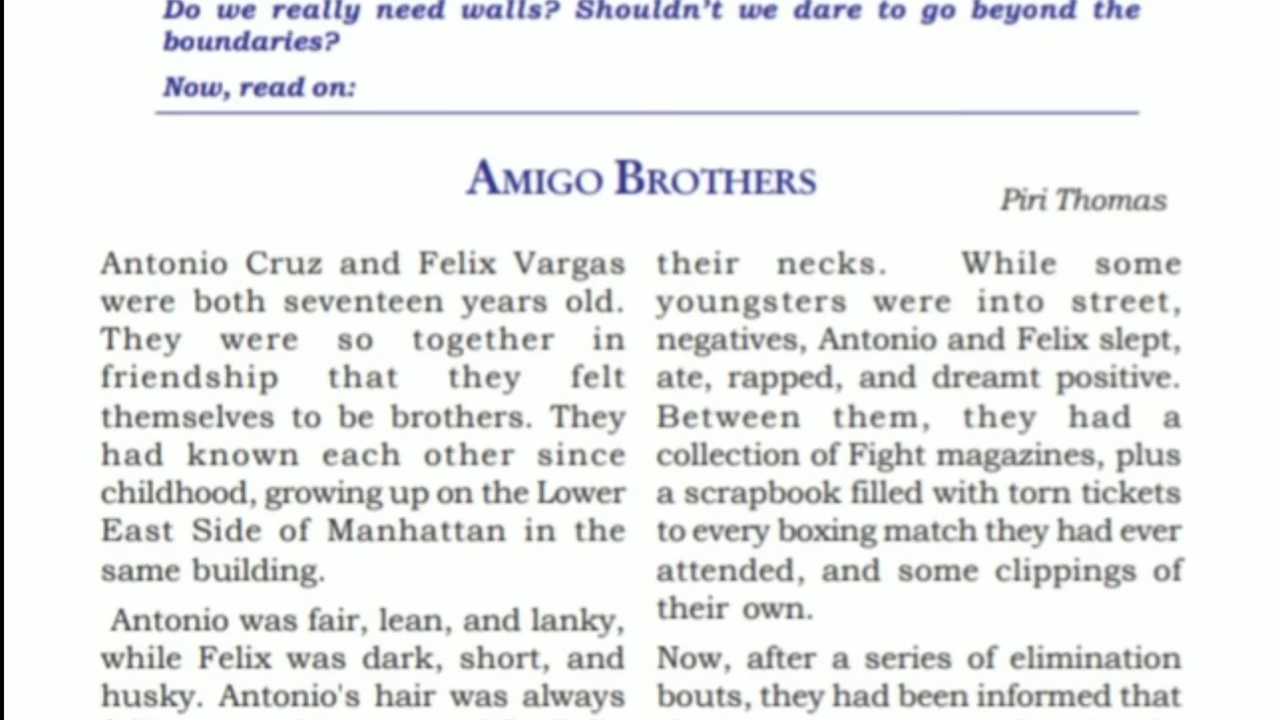 Do we really need walls? Shouldn't we dare to go beyond the
boundaries?
Now, read on:
AMIGO BROTHERS
Piri Thomas
Antonio Cruz and Felix Vargas
were both seventeen years old.
They were so together in
friendship that they felt
themselves to be brothers. They
had known each other since
childhood, growing up on the Lower
East Side of Manhattan in the
same building.
Antonio was fair, lean, and lanky,
while Felix was dark, short, and
husky. Antonio's hair was always
their necks. While some
youngsters were into street,
negatives, Antonio and Felix slept,
ate, rapped, and dreamt positive.
Between them, they had a
collection of Fight magazines, plus
a scrapbook filled with torn tickets
to every boxing match they had ever
attended, and some clippings of
their own.
Now, after a series of elimination
bouts, they had been informed that